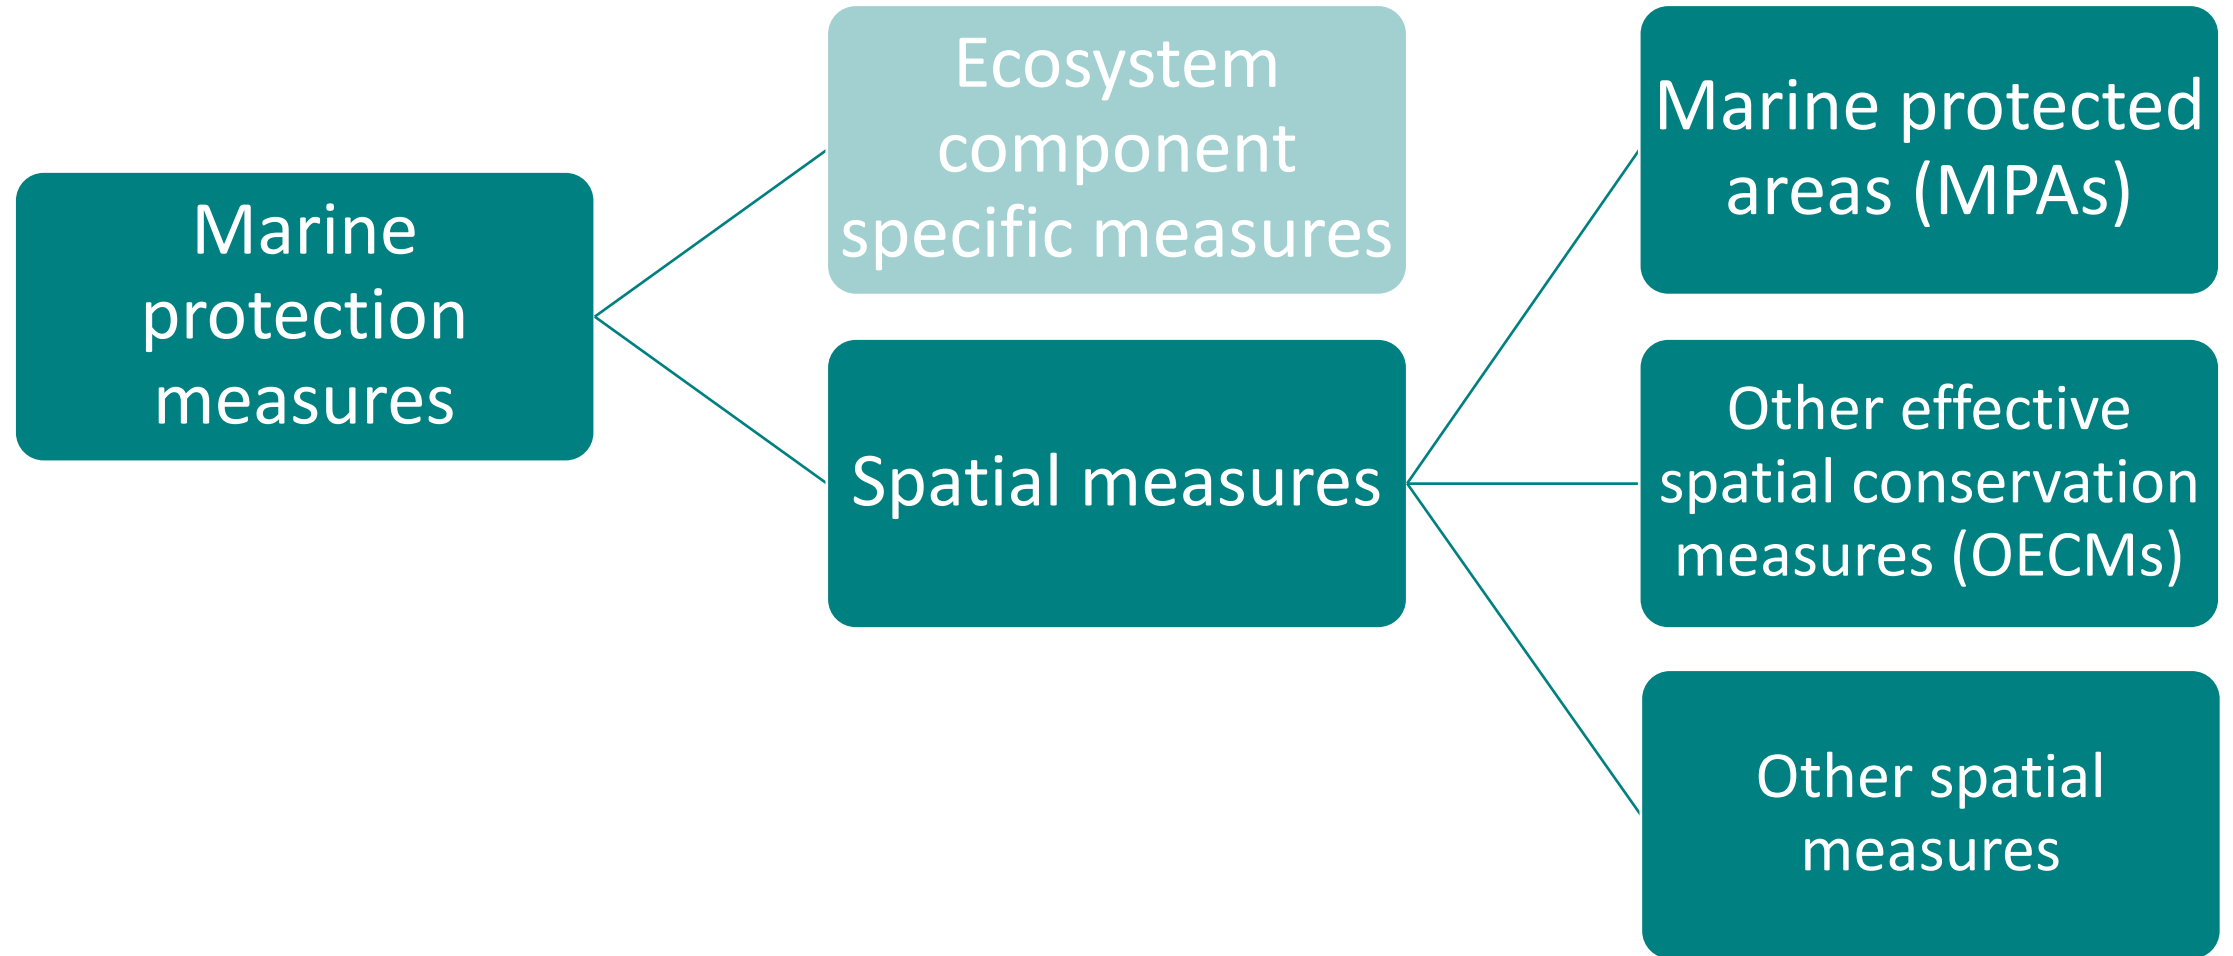 Marine
protection
measures
Ecosystem
component
specific measures
Spatial measures
Marine protected
areas (MPAs)
Other effective
spatial conservation
measures (OECMs)
Other spatial
measures